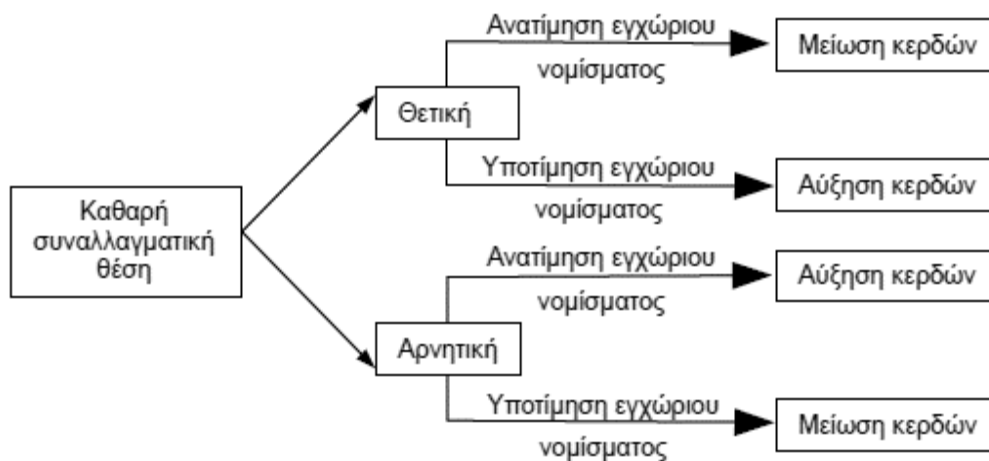 Ανατίμηση εγχώριου
νομίσματος
Μείωση κερδών
Θετική
Υποτίμηση εγχώριου
νομίσματος
Αύξηση κερδών
Καθαρή
συναλλαγματική
θέση
Ανατίμηση εγχώριου
νομίσματος
Αύξηση κερδών
Αρνητική
Υποτίμηση εγχώριου
νομίσματος
Μείωση κερδών